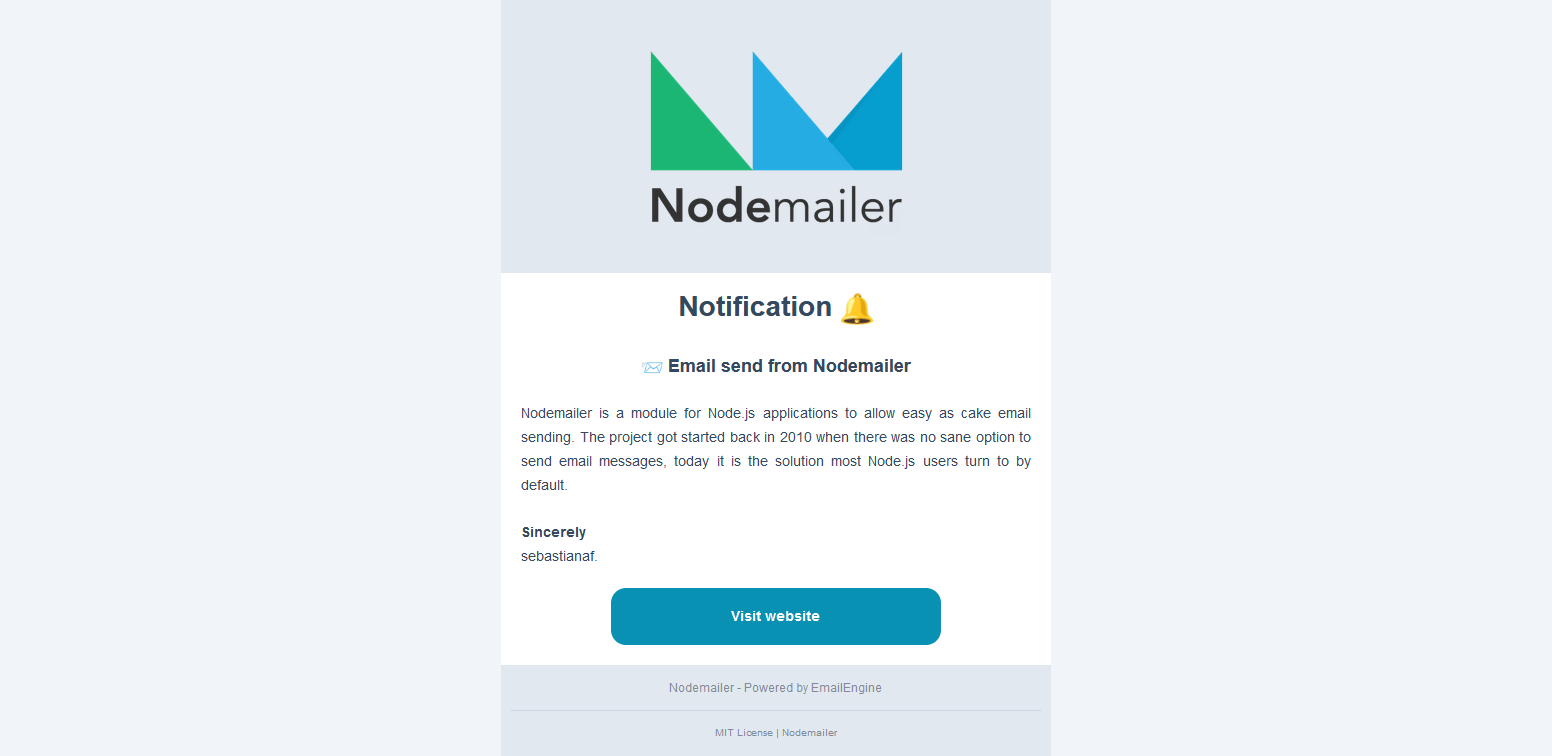 Nodemailer
Notification 🔔
📨 Email send from Nodemailer
Nodemailer is a module for Node.js applications to allow easy as cake email
sending. The project got started back in 2010 when there was no sane option to
send email messages, today it is the solution most Node.js users turn to by
default.
Sincerely
sebastianaf.
Visit website
Nodemailer - Powered by EmailEngine
MIT License | Nodemailer